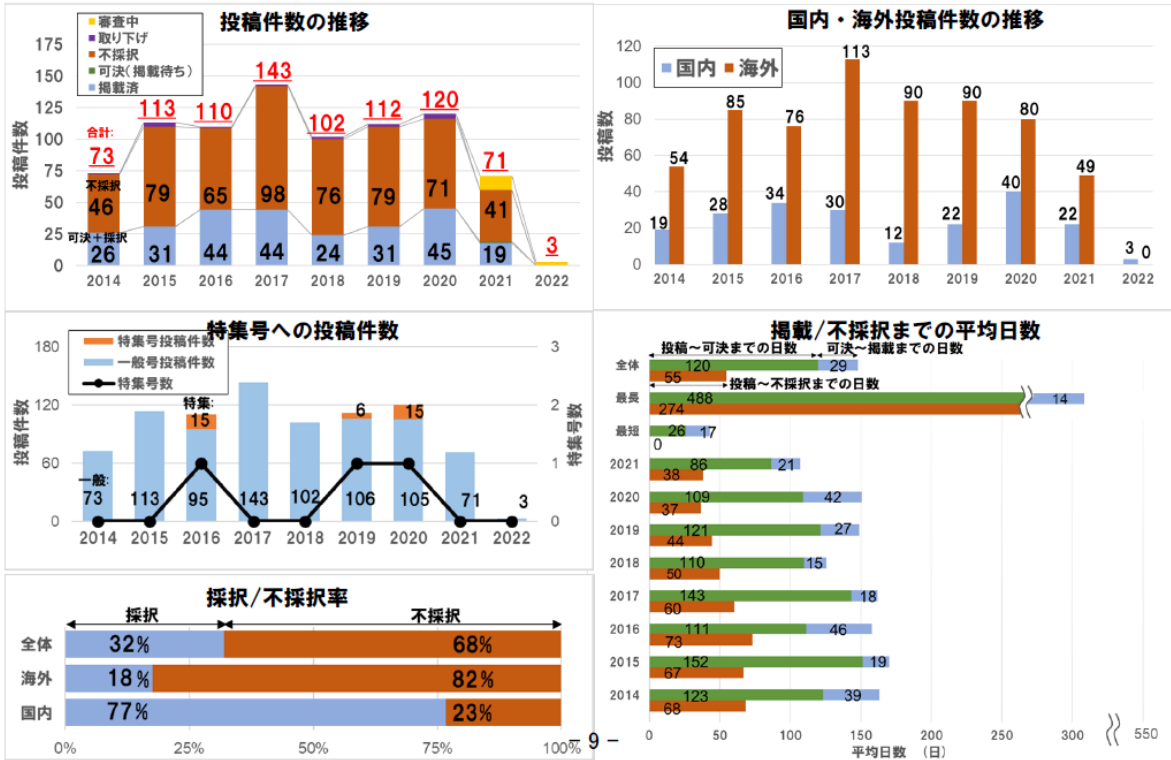 投稿件数の推移
審査中
取り下げ
不採択
可決(掲載待ち)
掲載済
投稿件数
175
150
125
100
75
50
25
0
合計:
73
113
110
143
102
112
120
71
3
不採択
46
79
65
98
76
79
71
41
可決+採択
26
31
44
44
24
31
45
19
2014 2015 2016 2017 2018 2019 2020 2021 2022
国内・海外投稿件数の推移
国内 海外
投稿数
120
100
80
60
40
20
0
19 54
28 85
34 76
30 113
12 90
22 90
40 80
22 49
3 0
2014 2015 2016 2017 2018 2019 2020 2021 2022
特集号への投稿件数
特集号投稿件数
一般号投稿件数
特集号数
投稿件数
180
120
60
0
特集号数
3
2
1
0
特集:
15
6
15
一般:
73 113 95 143 102 106 105 71 3
2014 2015 2016 2017 2018 2019 2020 2021 2022
採択/不採択率
採択 不採択
全体 32% 68%
海外 18% 82%
国内 77% 23%
0% 25% 50% 75% 100%
掲載/不採択までの平均日数
投稿~可決までの日数 可決~掲載までの日数
全体 120 29
55 投稿~不採択までの日数
最長 488 14
274
最短 26 17
0
2021 86 21
38
2020 109 42
37
2019 121 27
44
2018 110 15
50
2017 143 18
60
2016 111 46
73
2015 152 19
67
2014 123 39
68
0 50 100 150 200 250 300 550
平均日数 (日)
- 9 -